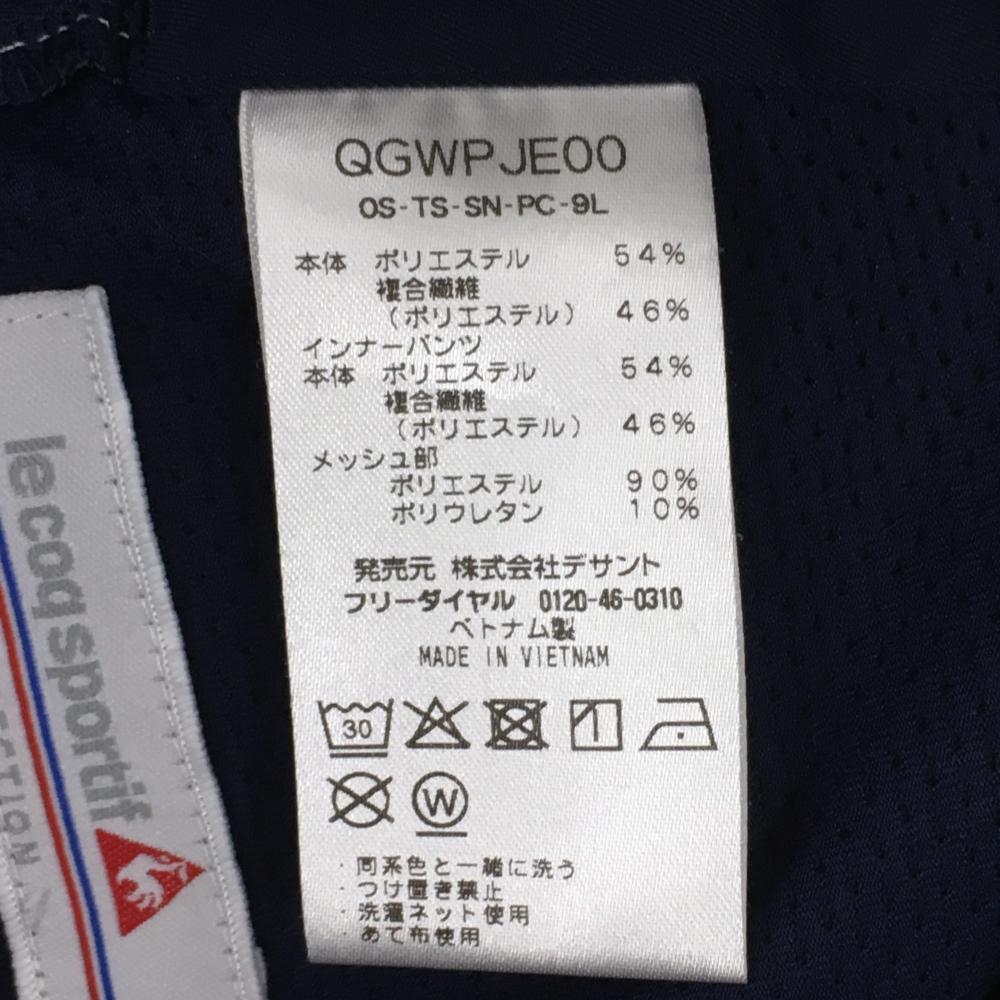 QGWPJE00
OS-TS-SN-PC-9L
本体 ポリエステル 54%
複合繊維
(ポリエステル) 46%
インナーパンツ
本体 ポリエステル 54%
複合繊維
(ポリエステル) 46%
メッシュ部
ポリエステル 90%
ポリウレタン 10%
発売元 株式会社デサント
フリーダイヤル 0120-46-0310
ベトナム製
MADE IN VIETNAM
30
W
・同系色と一緒に洗う
・つけ置き禁止
・洗濯ネット使用
・あて布使用
le coq sportif